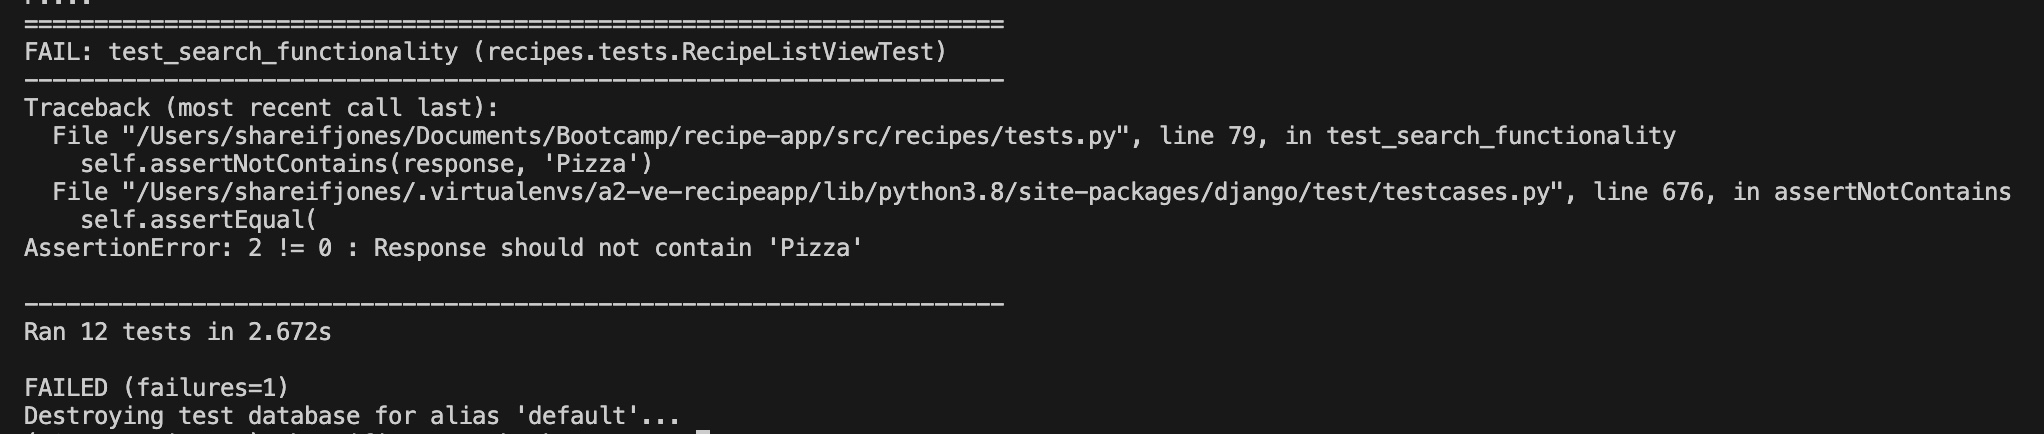 ======================================================================
FAIL: test_search_functionality (recipes.tests.RecipeListViewTest)
----------------------------------------------------------------------
Traceback (most recent call last):
  File "/Users/shareifjones/Documents/Bootcamp/recipe-app/src/recipes/tests.py", line 79, in test_search_functionality
    self.assertNotContains(response, 'Pizza')
  File "/Users/shareifjones/.virtualenvs/a2-ve-recipeapp/lib/python3.8/site-packages/django/test/testcases.py", line 676, in assertNotContains
    self.assertEqual(
AssertionError: 2 != 0 : Response should not contain 'Pizza'

----------------------------------------------------------------------
Ran 12 tests in 2.672s

FAILED (failures=1)
Destroying test database for alias 'default'...